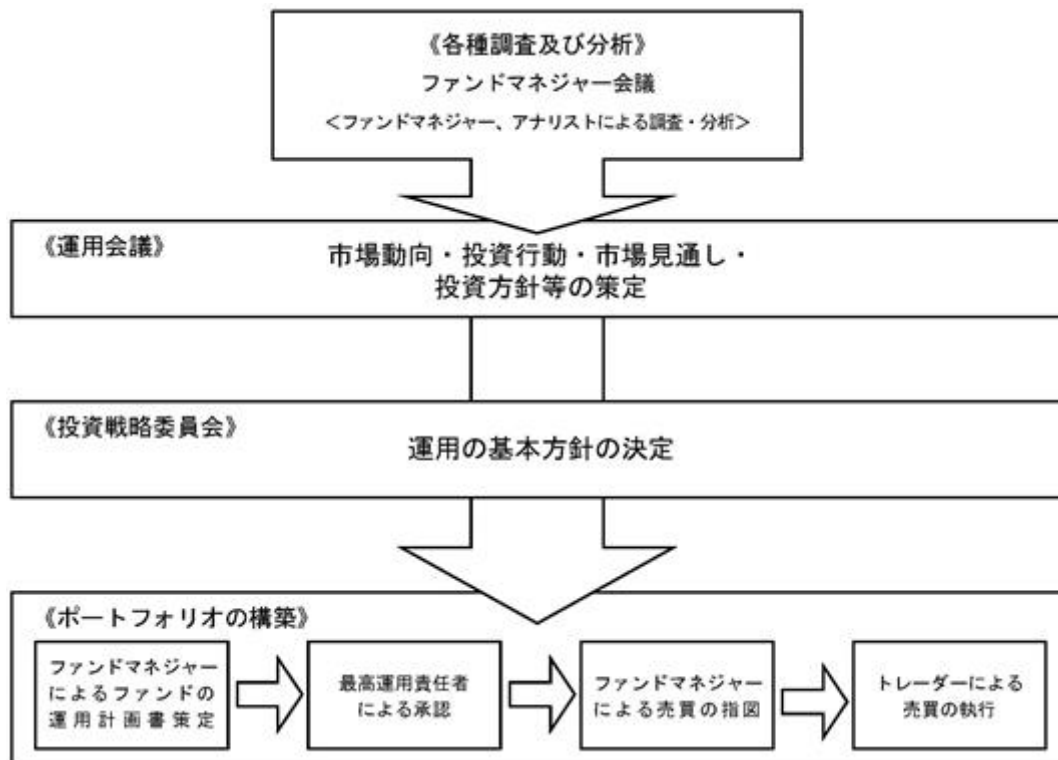 《各種調査及び分析》
ファンドマネジャー会議
＜ファンドマネジャー、アナリストによる調査・分析＞
《運用会議》
市場動向・投資行動・市場見通し・
投資方針等の策定
《投資戦略委員会》
運用の基本方針の決定
《ポートフォリオの構築》
ファンドマネジャー
によるファンドの
運用計画書策定
最高運用責任者
による承認
ファンドマネジャー
による売買の指図
トレーダーによる
売買の執行